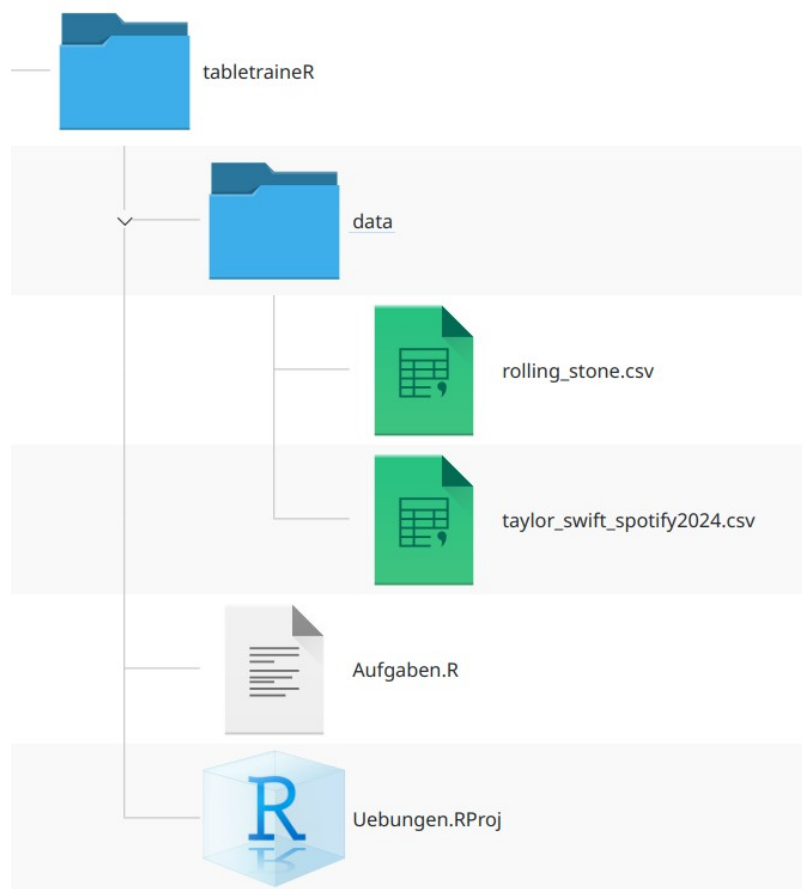 tabletraineR
data
rolling_stone.csv
taylor_swift_spotify2024.csv
Aufgaben.R
R
Uebungen.RProj